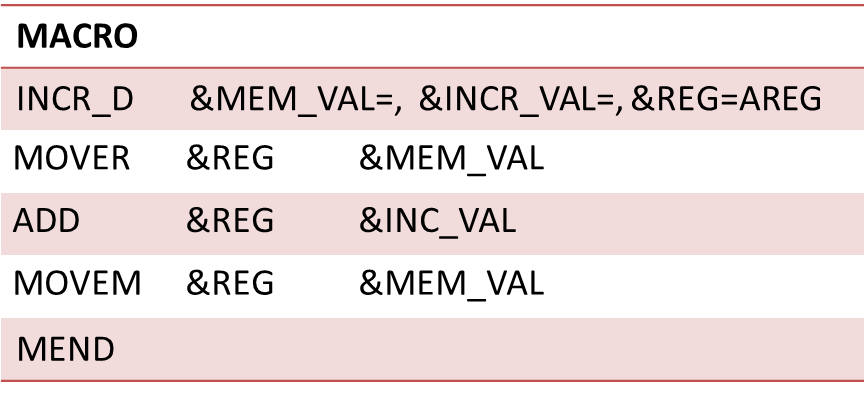 MACRO
INCR_D &MEM_VAL=, &INCR_VAL=, &REG=AREG
MOVER &REG &MEM_VAL
ADD &REG &INC_VAL
MOVEM &REG &MEM_VAL
MEND